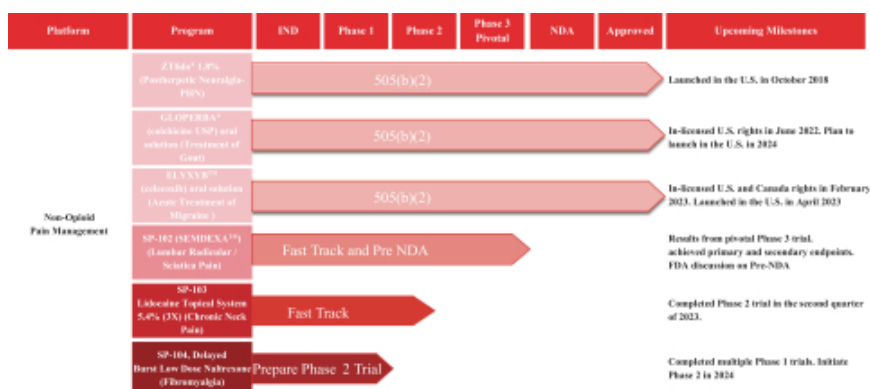 Platform
Program
IND
Phase 1
Phase 2
Phase 3
Pivotal
NDA
Approved
Upcoming Milestones
Non-Opioid
Pain Management
ZTlido® 1.8%
(Postherpetic Neuralgia-
PHN)
505(b)(2)
Launched in the U.S. in October 2018
GLOPERBA®
(colchicine USP) oral
solution (Treatment of
Gout)
505(b)(2)
In-licensed U.S. rights in June 2022. Plan to
launch in the U.S. in 2024
ELYXYB™
(celecoxib) oral solution
(Acute Treatment of
Migraine )
505(b)(2)
In-licensed U.S. and Canada rights in February
2023. Launched in the U.S. in April 2023
SP-102 (SEMDEXA™)
(Lumbar Radicular /
Sciatica Pain)
Fast Track and Pre NDA
Results from pivotal Phase 3 trial.
achieved primary and secondary endpoints.
FDA discussion on Pre-NDA
SP-103
Lidocaine Topical System
5.4% (3X) (Chronic Neck
Pain)
Fast Track
Completed Phase 2 trial in the second quarter
of 2023.
SP-104, Delayed
Burst Low Dose Naltrexone
(Fibromyalgia)
Prepare Phase 2 Trial
Completed multiple Phase 1 trials. Initiate
Phase 2 in 2024